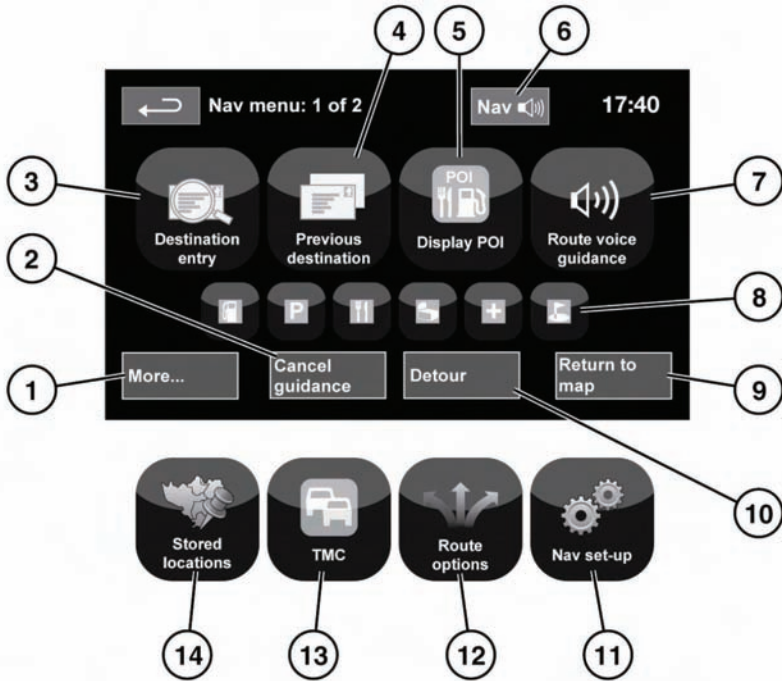 4
5
6
Nav menu: 1 of 2
Nav
17:40
3
POI
7
Destination
entry
Previous
destination
Display POI
Route voice
guidance
2
P
8
More...
Cancel
guidance
Detour
Return to
map
1
9
Stored
locations
TMC
Route
options
Nav set-up
10
14
13
12
11